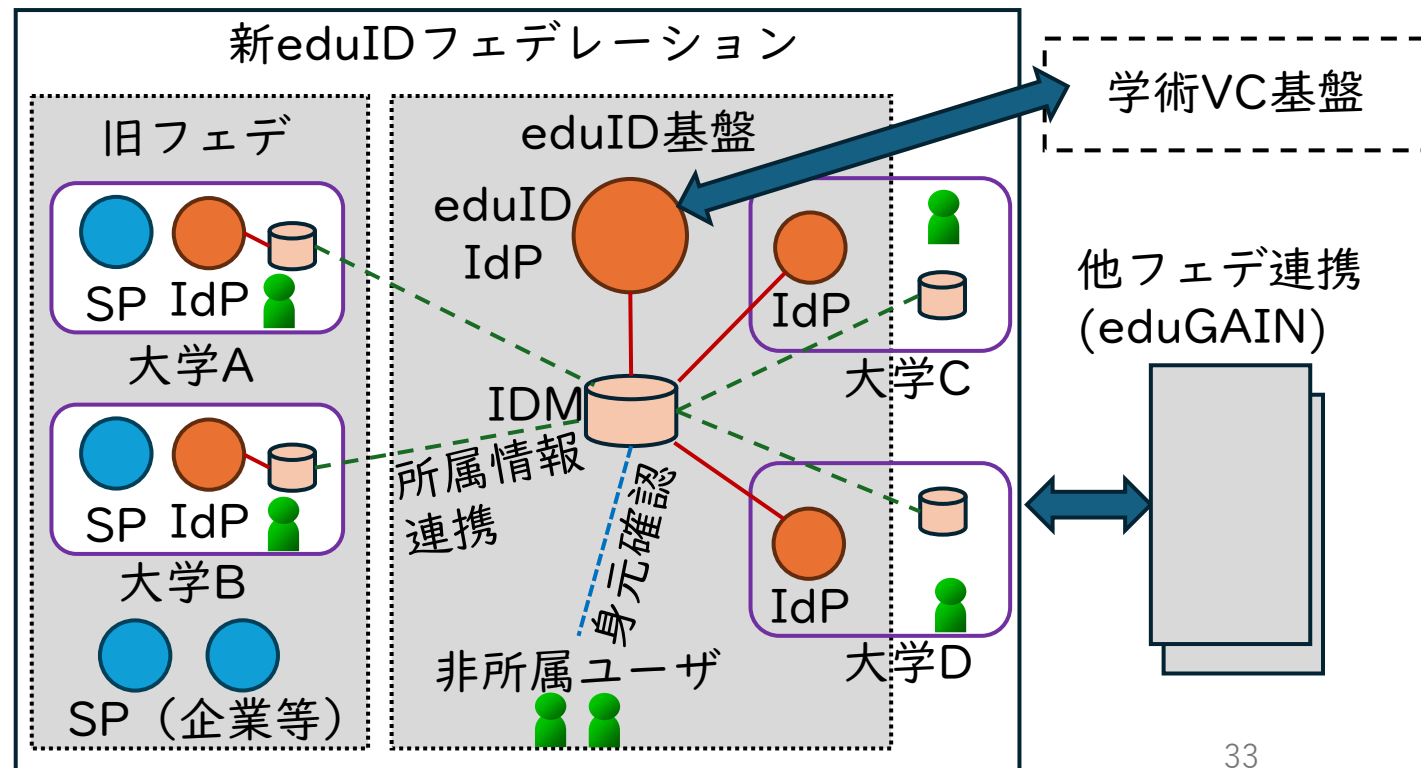 新eduIDフェデレーション
旧フェデ
SP
IdP
大学A
SP
IdP
大学B
SP（企業等）
eduID基盤
eduID
IdP
IDM
所属情報
連携
身元確認
非所属ユーザ
IdP
大学C
IdP
大学D
学術VC基盤
他フェデ連携
(eduGAIN)
33